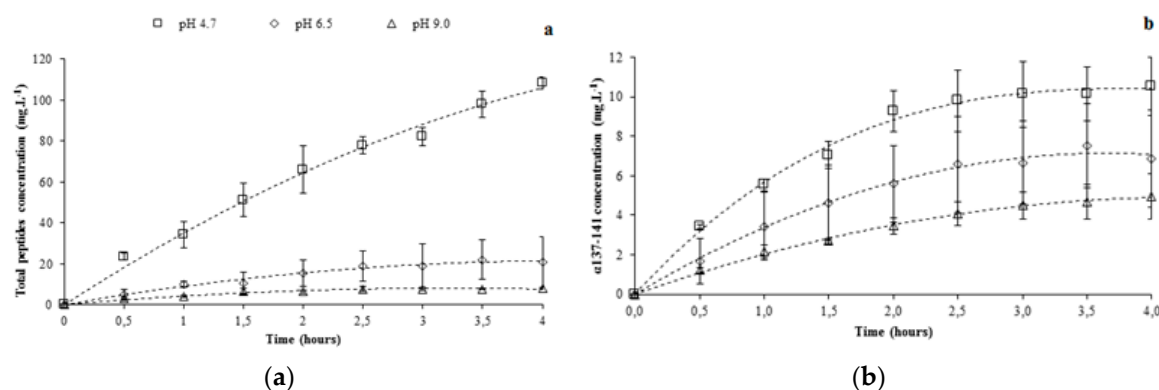 pH 4.7 pH 6.5 pH 9.0
a
Total peptides concentration (mg.L-1)
120
100
80
60
40
20
0
0 0,5 1 1,5 2 2,5 3 3,5 4
Time (hours)
(a)
b
α137-141 concentration (mg.L-1)
12
10
8
6
4
2
0
0,0 0,5 1,0 1,5 2,0 2,5 3,0 3,5 4,0
Time (hours)
(b)